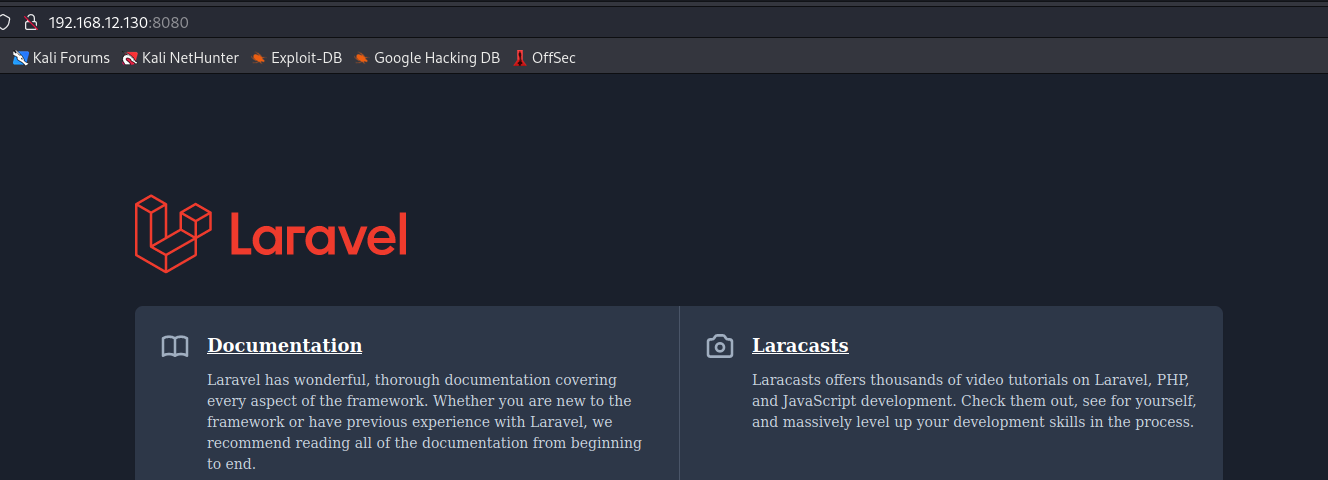 192.168.12.130:8080
Kali Forums Kali NetHunter Exploit-DB Google Hacking DB OffSec
Laravel
Documentation
Laravel has wonderful, thorough documentation covering
every aspect of the framework. Whether you are new to the
framework or have previous experience with Laravel, we
recommend reading all of the documentation from beginning
to end.
Laracasts
Laracasts offers thousands of video tutorials on Laravel, PHP,
and JavaScript development. Check them out, see for yourself,
and massively level up your development skills in the process.